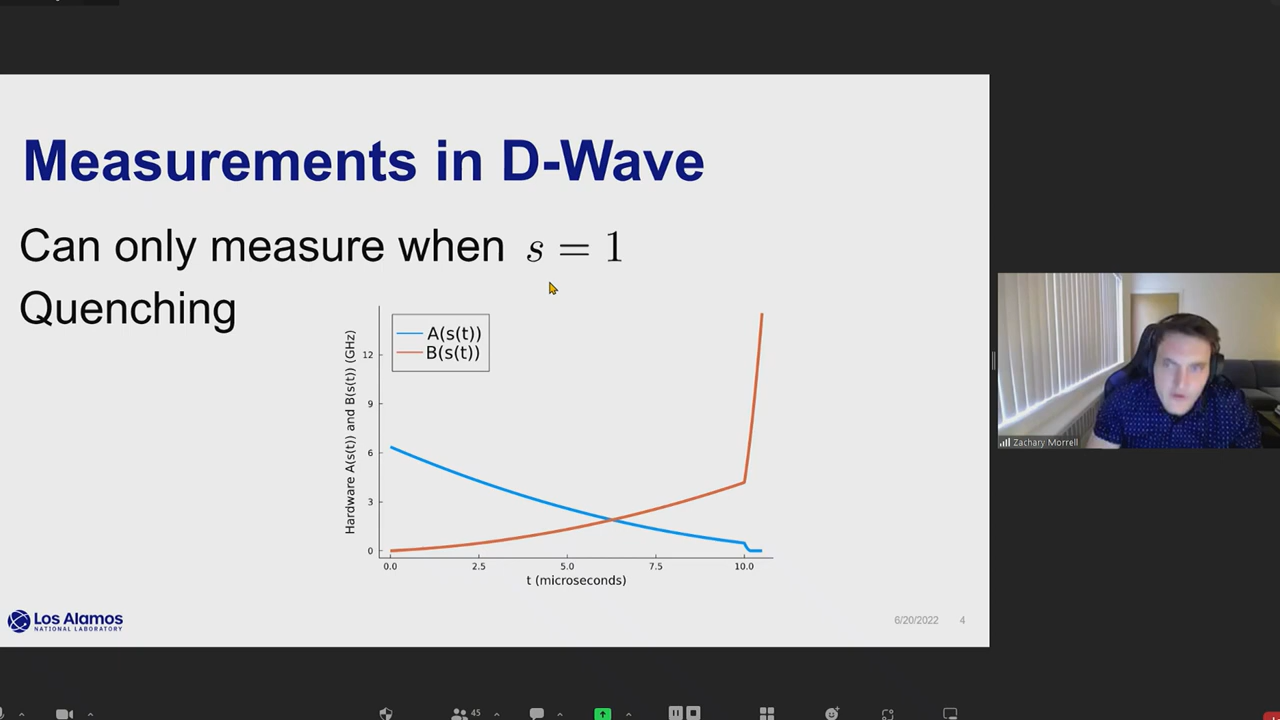 Measurements in D-Wave
Can only measure when s = 1
Quenching
A(s(t))
B(s(t))
Hardware A(s(t)) and B(s(t)) (GHz)
12
9
6
3
0
0.0 2.5 5.0 7.5 10.0
t (microseconds)
Los Alamos
NATIONAL LABORATORY
6/20/2022 4
Zachary Morrell
45